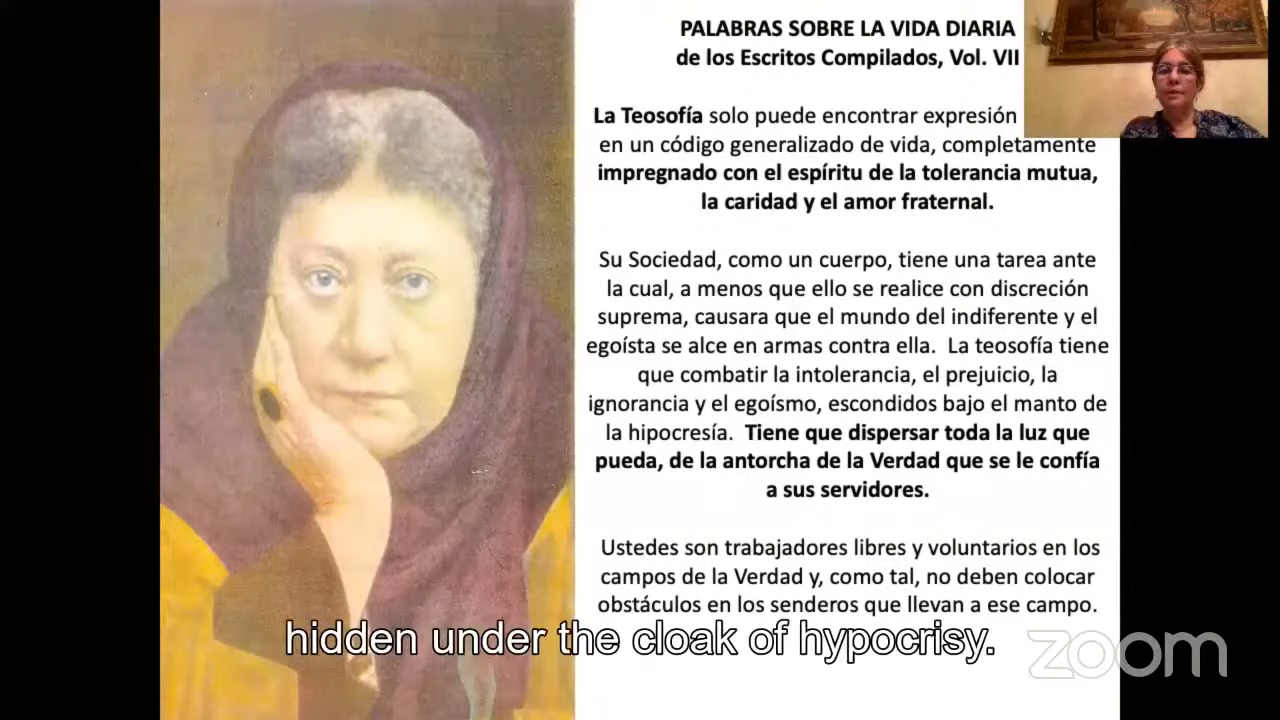 PALABRAS SOBRE LA VIDA DIARIA
de los Escritos Compilados, Vol. VII
La Teosofía solo puede encontrar expresión
en un código generalizado de vida, completamente
impregnado con el espíritu de la tolerancia mutua,
la caridad y el amor fraternal.
Su Sociedad, como un cuerpo, tiene una tarea ante
la cual, a menos que ello se realice con discreción
suprema, causara que el mundo del indiferente y el
egoísta se alce en armas contra ella. La teosofía tiene
que combatir la intolerancia, el prejuicio, la
ignorancia y el egoísmo, escondidos bajo el manto de
la hipocresía. Tiene que dispersar toda la luz que
pueda, de la antorcha de la Verdad que se le confía
a sus servidores.
Ustedes son trabajadores libres y voluntarios en los
campos de la Verdad y, como tal, no deben colocar
obstáculos en los senderos que llevan a ese campo.
hidden under the cloak of hypocrisy.
zoom